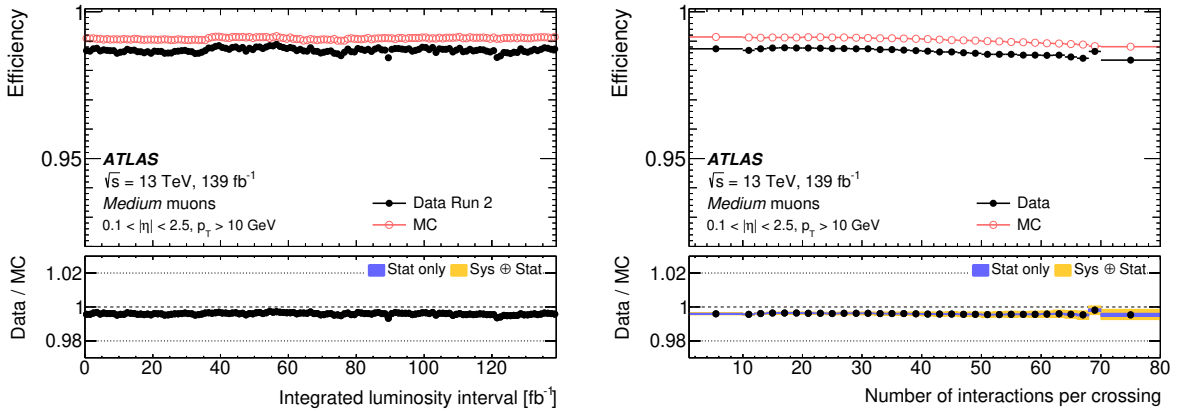 Efficiency
1
0.95
ATLAS
√s = 13 TeV, 139 fb⁻¹
Medium muons
0.1 < |η| < 2.5, p_T > 10 GeV
Data Run 2
MC
Data / MC
1.02
1
0.98
Stat only
Sys ⊕ Stat
0 20 40 60 80 100 120
Integrated luminosity interval [fb⁻¹]
Efficiency
1
0.95
ATLAS
√s = 13 TeV, 139 fb⁻¹
Medium muons
0.1 < |η| < 2.5, p_T > 10 GeV
Data
MC
Data / MC
1.02
1
0.98
Stat only
Sys ⊕ Stat
10 20 30 40 50 60 70 80
Number of interactions per crossing